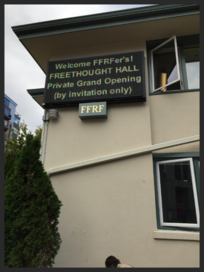 Welcome FFRFer's!
FREETHOUGHT HALL
Private Grand Opening
(by invitation only)
FFRF